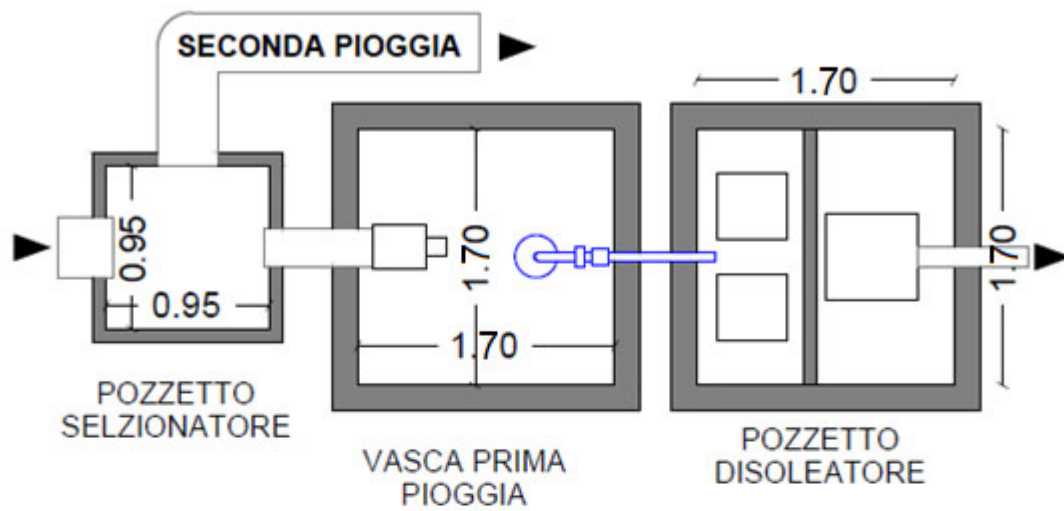 SECONDA PIOGGIA
0.95
0.95
POZZETTO
SELZIONATORE
1.70
1.70
VASCA PRIMA
PIOGGIA
1.70
1.70
POZZETTO
DISOLEATORE